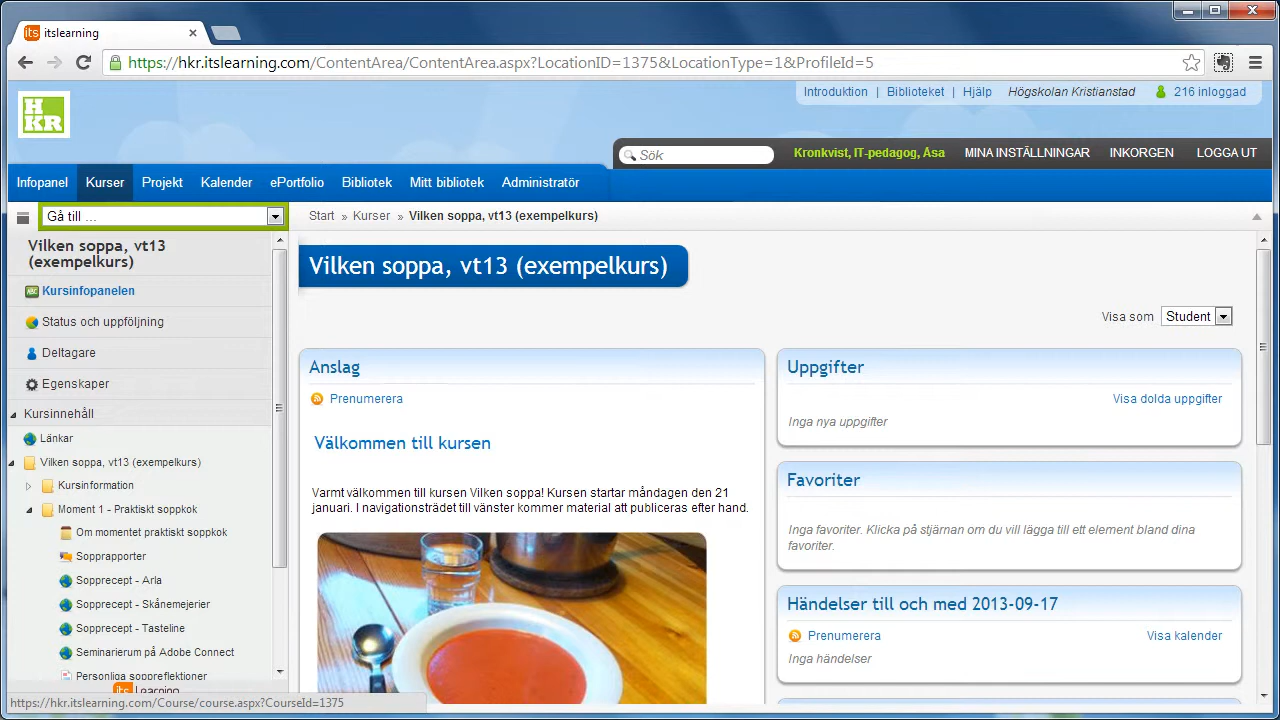 itslearning
https://hkr.itslearning.com/ContentArea/ContentArea.aspx?LocationID=1375&LocationType=1&ProfileId=5
Introduktion | Biblioteket | Hjälp Högskolan Kristianstad 216 inloggad
H
KR
Sök Kronkvist, IT-pedagog, Åsa MINA INSTÄLLNINGAR INKORGEN LOGGA UT
Infopanel Kurser Projekt Kalender ePortfolio Bibliotek Mitt bibliotek Administratör
Gå till ...
Start » Kurser » Vilken soppa, vt13 (exempelkurs)
Vilken soppa, vt13
(exempelkurs)
Kursinfopanelen
Status och uppföljning
Deltagare
Egenskaper
Kursinnehåll
Länkar
Vilken soppa, vt13 (exempelkurs)
Kursinformation
Moment 1 - Praktiskt soppkok
Om momentet praktiskt soppkok
Sopprapporter
Sopprecept - Arla
Sopprecept - Skånemejerier
Sopprecept - Tasteline
Seminarierum på Adobe Connect
Personliga soppreflektioner
its Learning
https://hkr.itslearning.com/Course/course.aspx?CourseId=1375
Vilken soppa, vt13 (exempelkurs)
Visa som Student
Anslag
Prenumerera
Välkommen till kursen
Varmt välkommen till kursen Vilken soppa! Kursen startar måndagen den 21
januari. I navigationsträdet till vänster kommer material att publiceras efter hand.
Uppgifter
Visa dolda uppgifter
Inga nya uppgifter
Favoriter
Inga favoriter. Klicka på stjärnan om du vill lägga till ett element bland dina
favoriter.
Händelser till och med 2013-09-17
Prenumerera Visa kalender
Inga händelser